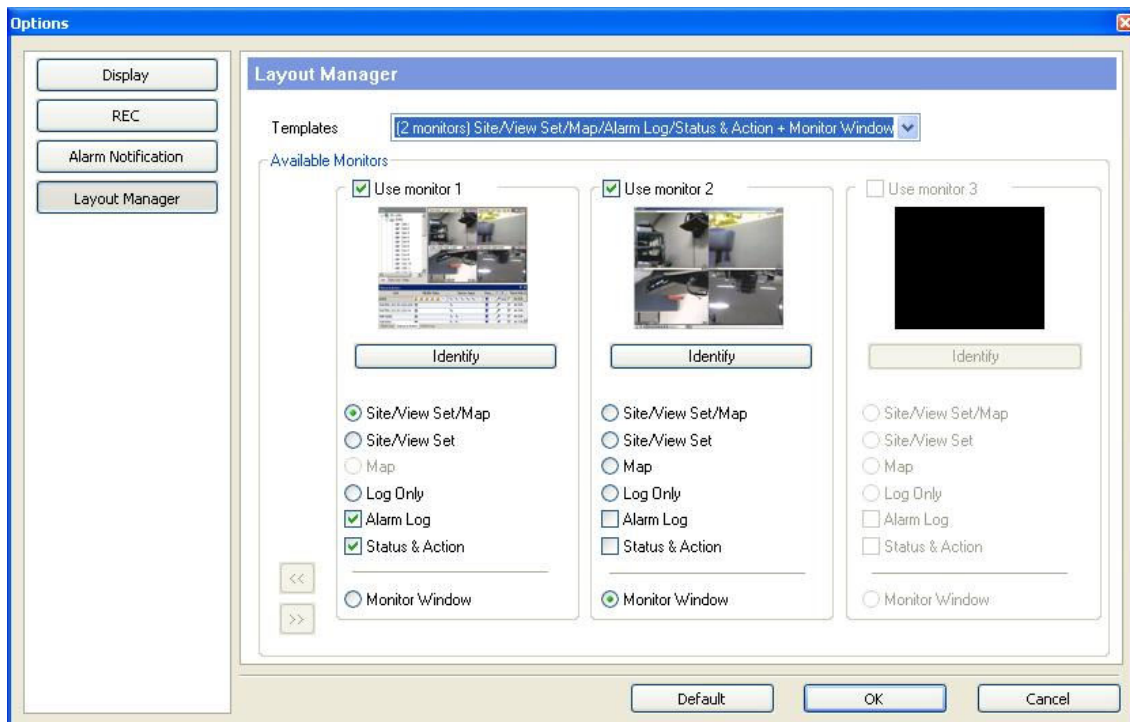 Options
Display
REC
Alarm Notification
Layout Manager
Layout Manager
Templates
(2 monitors) Site/View Set/Map/Alarm Log/Status & Action + Monitor Window
Available Monitors
Use monitor 1
Identify
Site/View Set/Map
Site/View Set
Map
Log Only
Alarm Log
Status & Action
Monitor Window
Use monitor 2
Identify
Site/View Set/Map
Site/View Set
Map
Log Only
Alarm Log
Status & Action
Monitor Window
Use monitor 3
Identify
Site/View Set/Map
Site/View Set
Map
Log Only
Alarm Log
Status & Action
Monitor Window
<<
>>
Default
OK
Cancel